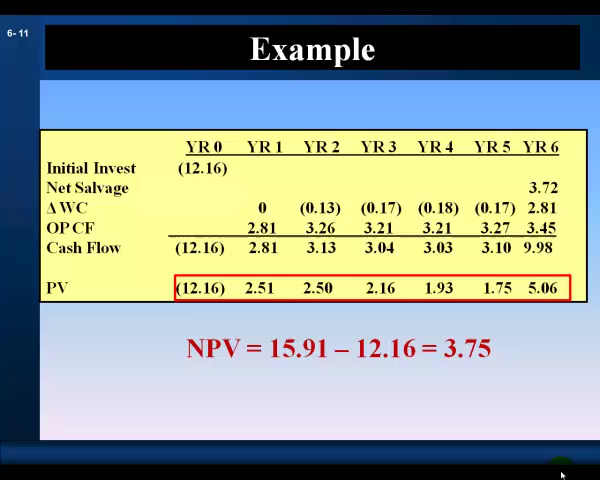 6- 11
Example
YR 0 YR 1 YR 2 YR 3 YR 4 YR 5 YR 6
Initial Invest (12.16)
Net Salvage 3.72
Δ WC 0 (0.13) (0.17) (0.18) (0.17) 2.81
OP CF 2.81 3.26 3.21 3.21 3.27 3.45
Cash Flow (12.16) 2.81 3.13 3.04 3.03 3.10 9.98
PV (12.16) 2.51 2.50 2.16 1.93 1.75 5.06
NPV = 15.91 – 12.16 = 3.75